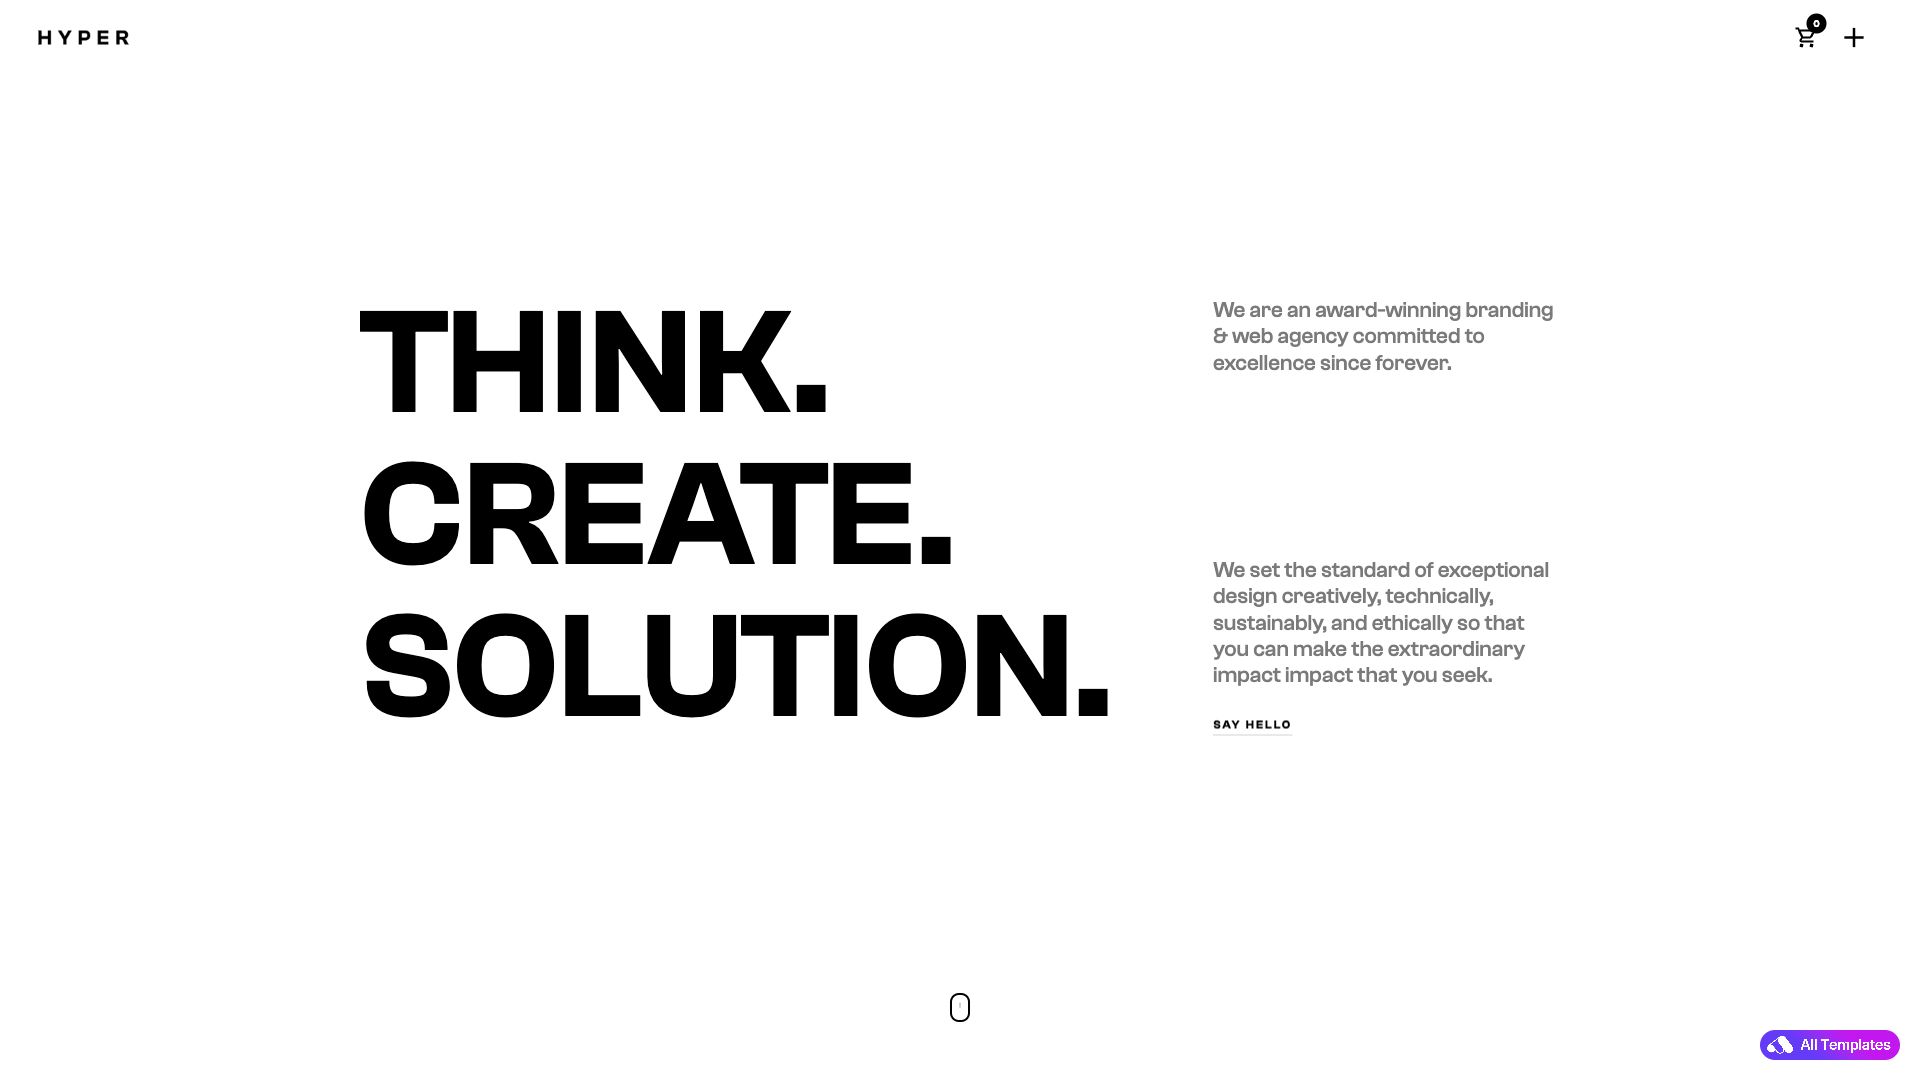 HYPER
0
THINK.
CREATE.
SOLUTION.
We are an award-winning branding
& web agency committed to
excellence since forever.
We set the standard of exceptional
design creatively, technically,
sustainably, and ethically so that
you can make the extraordinary
impact impact that you seek.
SAY HELLO
All Templates